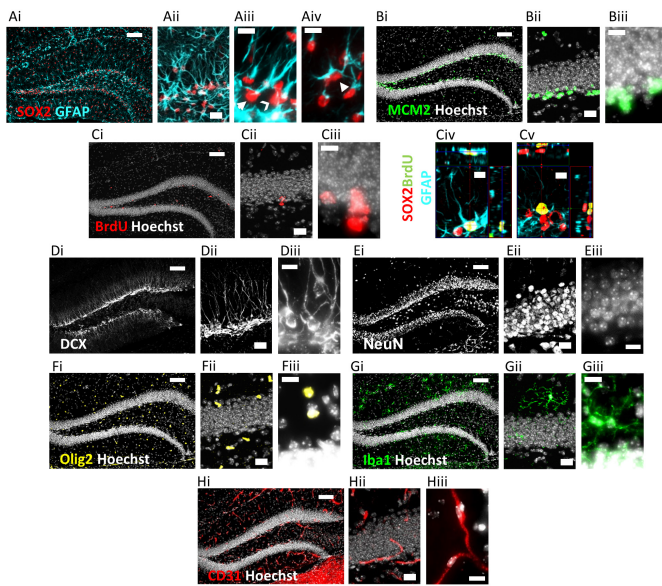 Ai Aii Aiii Aiv Bi Bii Biii
SOX2 GFAP
MCM2 Hoechst
Ci Cii Ciii Civ Cv
BrdU Hoechst
SOX2BrdU
GFAP
Di Dii Diii Ei Eii Eiii
DCX
NeuN
Fi Fii Fiii Gi Gii Giii
Olig2 Hoechst
Iba1 Hoechst
Hi Hii Hiii
CD31 Hoechst